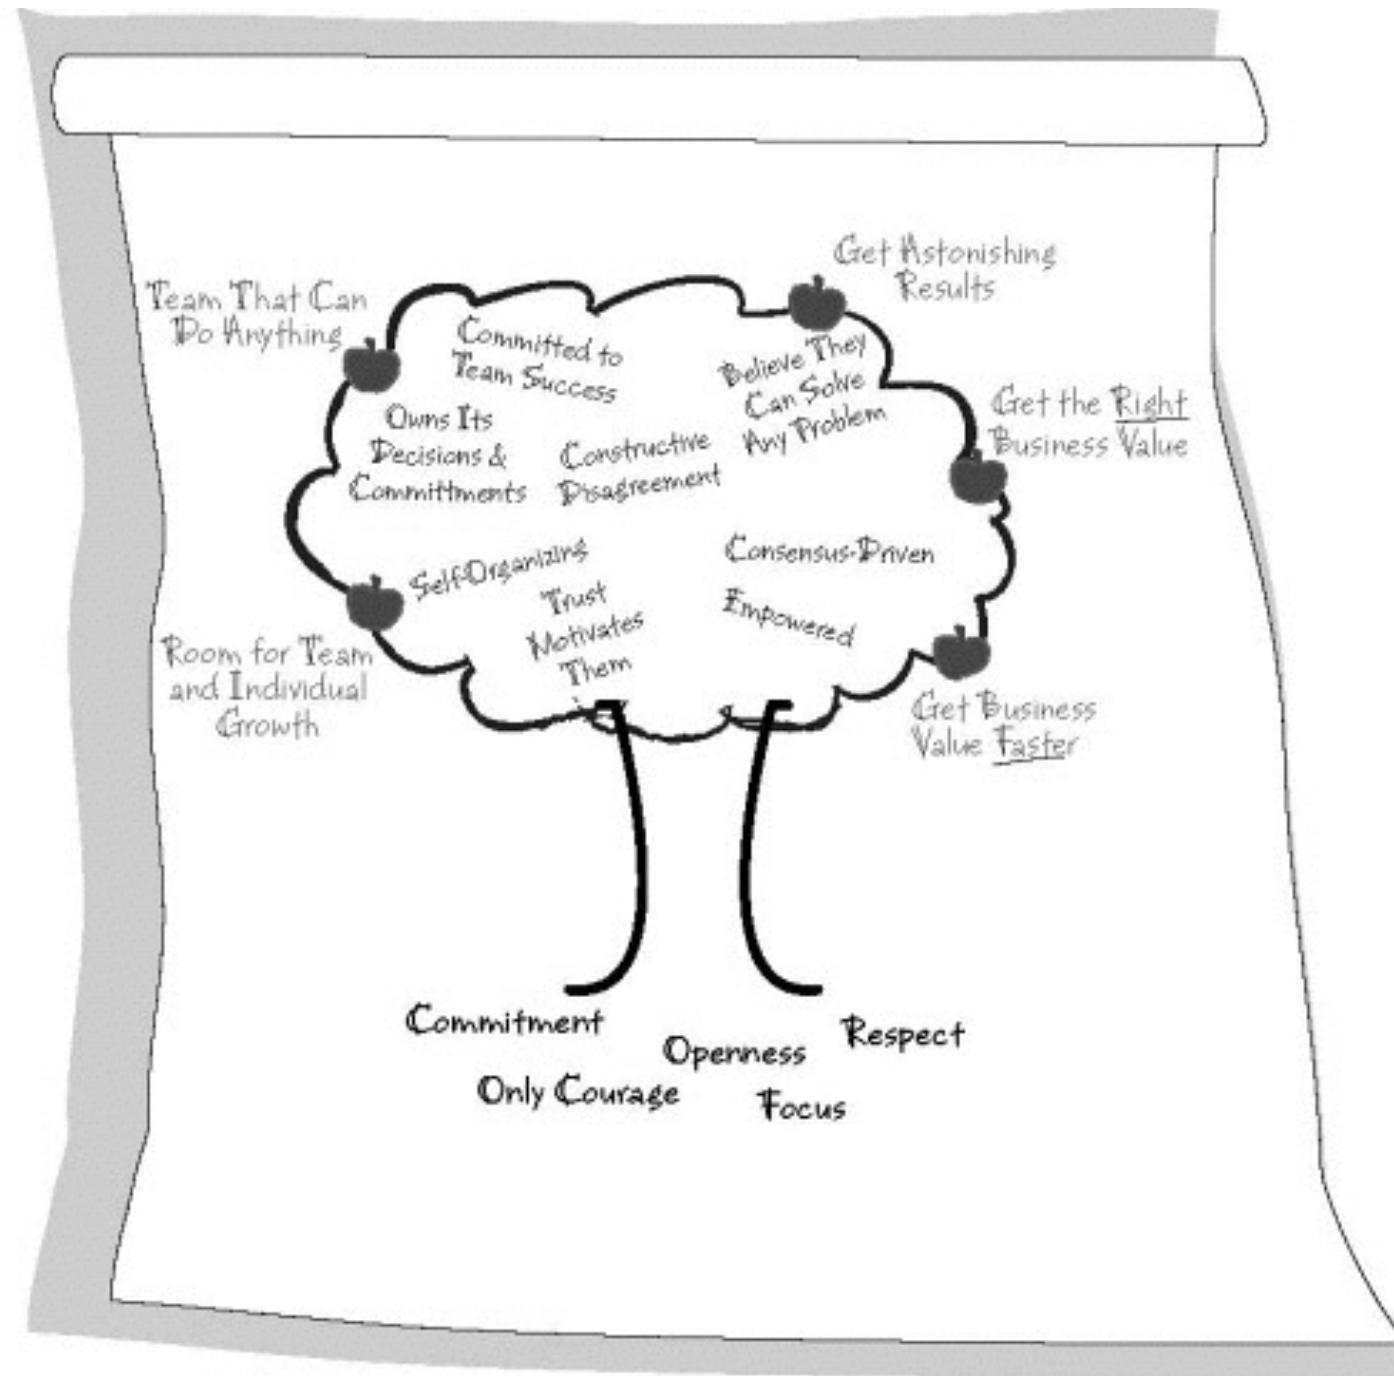 Get Astonishing
Results
Team That Can
Do Anything
Committed to
Team Success
Believe They
Can Solve
Any Problem
Get the Right
Business Value
Owns Its
Decisions &
Committments
Constructive
Disagreement
Self-Organizing
Trust
Motivates
Them
Consensus-Driven
Empowered
Room for Team
and Individual
Growth
Get Business
Value Faster
Commitment
Only Courage
Openness
Focus
Respect